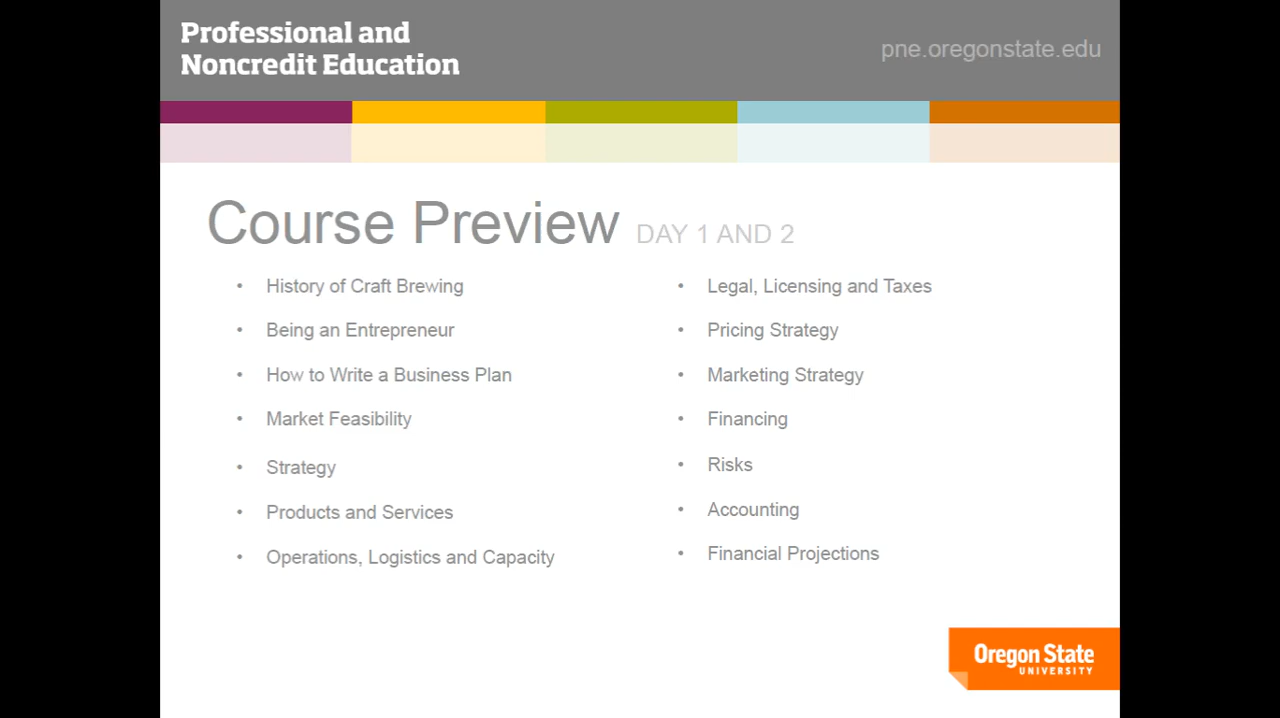 Professional and
Noncredit Education
pne.oregonstate.edu
Course Preview DAY 1 AND 2
• History of Craft Brewing
• Being an Entrepreneur
• How to Write a Business Plan
• Market Feasibility
• Strategy
• Products and Services
• Operations, Logistics and Capacity
• Legal, Licensing and Taxes
• Pricing Strategy
• Marketing Strategy
• Financing
• Risks
• Accounting
• Financial Projections
Oregon State
UNIVERSITY